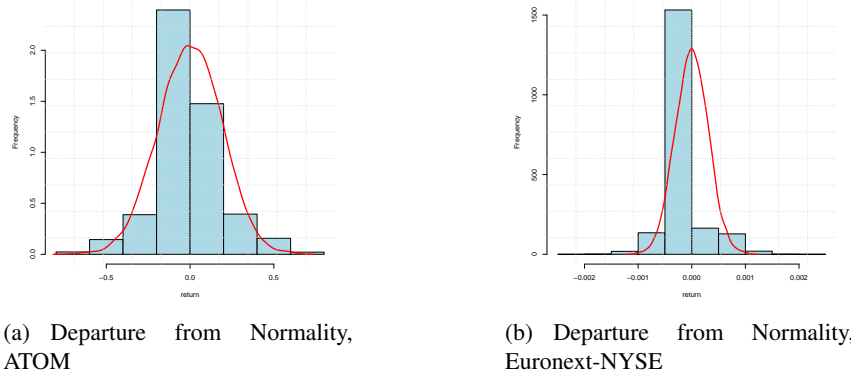 Frequency
0.0 0.5 1.0 1.5 2.0
−0.5 0.0 0.5
return
(a) Departure from Normality,
ATOM
Frequency
0 500 1000 1500
−0.002 −0.001 0.000 0.001 0.002
return
(b) Departure from Normality,
Euronext-NYSE